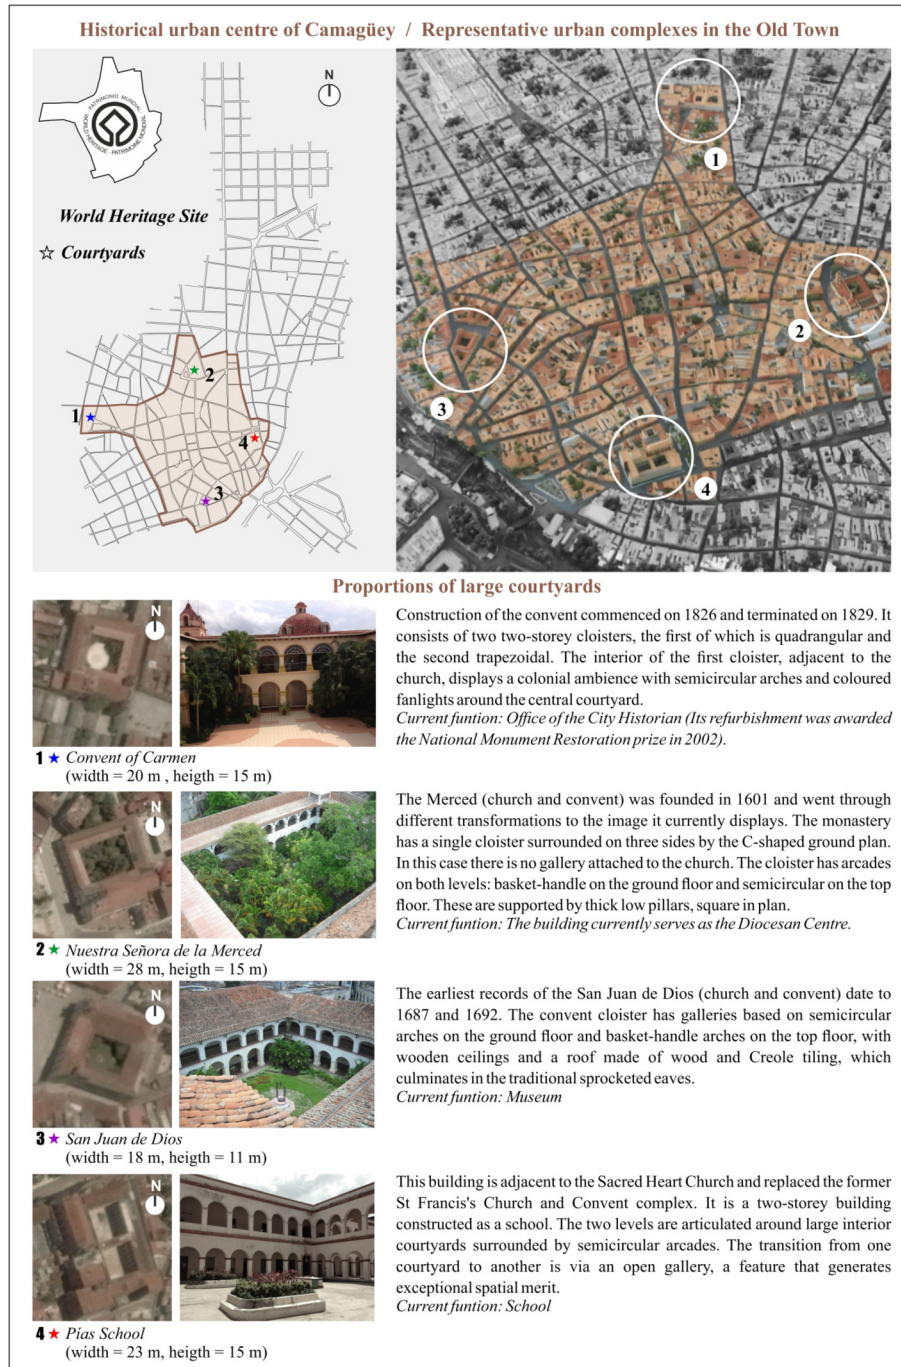 Historical urban centre of Camagüey / Representative urban complexes in the Old Town
PATRIMONIO MUNDIAL
WORLD HERITAGE · PATRIMOINE MONDIAL
N
World Heritage Site
☆ Courtyards
1
2
3
4
1
2
3
4
Proportions of large courtyards
N
1 ★ Convent of Carmen
(width = 20 m , heigth = 15 m)
Construction of the convent commenced on 1826 and terminated on 1829. It
consists of two two-storey cloisters, the first of which is quadrangular and
the second trapezoidal. The interior of the first cloister, adjacent to the
church, displays a colonial ambience with semicircular arches and coloured
fanlights around the central courtyard.
Current funtion: Office of the City Historian (Its refurbishment was awarded
the National Monument Restoration prize in 2002).
N
2 ★ Nuestra Señora de la Merced
(width = 28 m, heigth = 15 m)
The Merced (church and convent) was founded in 1601 and went through
different transformations to the image it currently displays. The monastery
has a single cloister surrounded on three sides by the C-shaped ground plan.
In this case there is no gallery attached to the church. The cloister has arcades
on both levels: basket-handle on the ground floor and semicircular on the top
floor. These are supported by thick low pillars, square in plan.
Current funtion: The building currently serves as the Diocesan Centre.
N
3 ★ San Juan de Dios
(width = 18 m, heigth = 11 m)
The earliest records of the San Juan de Dios (church and convent) date to
1687 and 1692. The convent cloister has galleries based on semicircular
arches on the ground floor and basket-handle arches on the top floor, with
wooden ceilings and a roof made of wood and Creole tiling, which
culminates in the traditional sprocketed eaves.
Current funtion: Museum
N
4 ★ Pías School
(width = 23 m, heigth = 15 m)
This building is adjacent to the Sacred Heart Church and replaced the former
St Francis's Church and Convent complex. It is a two-storey building
constructed as a school. The two levels are articulated around large interior
courtyards surrounded by semicircular arcades. The transition from one
courtyard to another is via an open gallery, a feature that generates
exceptional spatial merit.
Current funtion: School